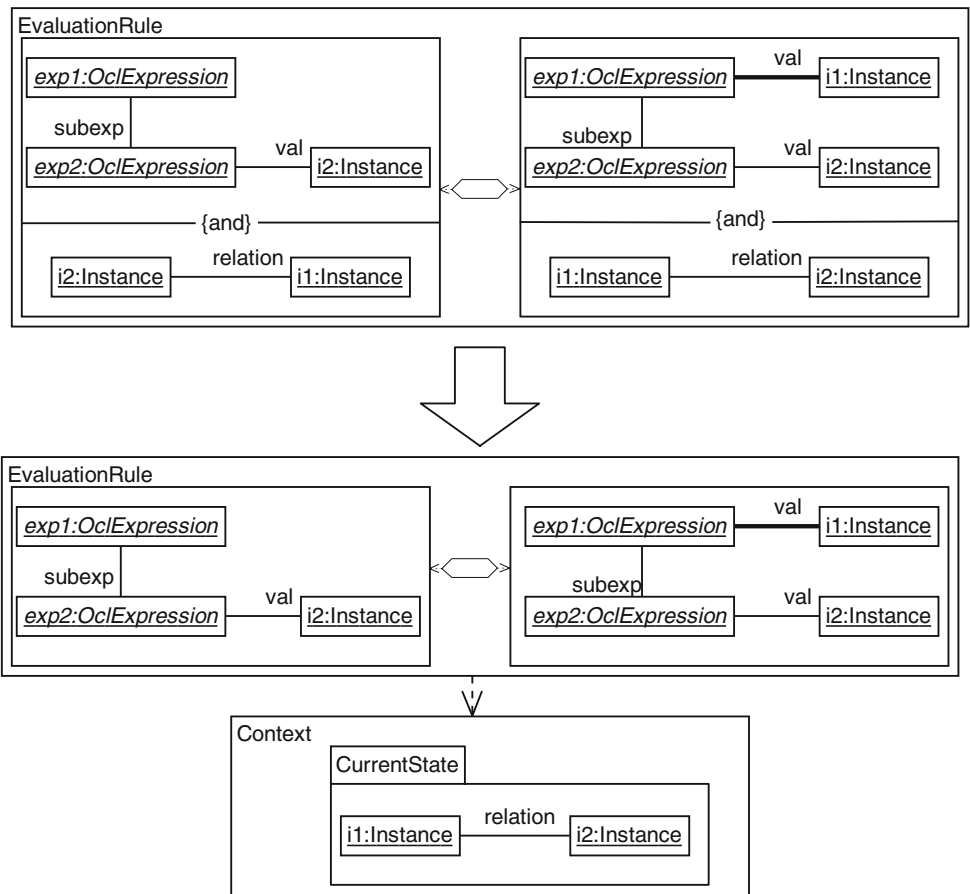 EvaluationRule
exp1:OclExpression
subexp
exp2:OclExpression
val
i2:Instance
{and}
i2:Instance
relation
i1:Instance
exp1:OclExpression
val
i1:Instance
subexp
exp2:OclExpression
val
i2:Instance
{and}
i1:Instance
relation
i2:Instance
EvaluationRule
exp1:OclExpression
subexp
exp2:OclExpression
val
i2:Instance
exp1:OclExpression
val
i1:Instance
subexp
exp2:OclExpression
val
i2:Instance
Context
CurrentState
i1:Instance
relation
i2:Instance